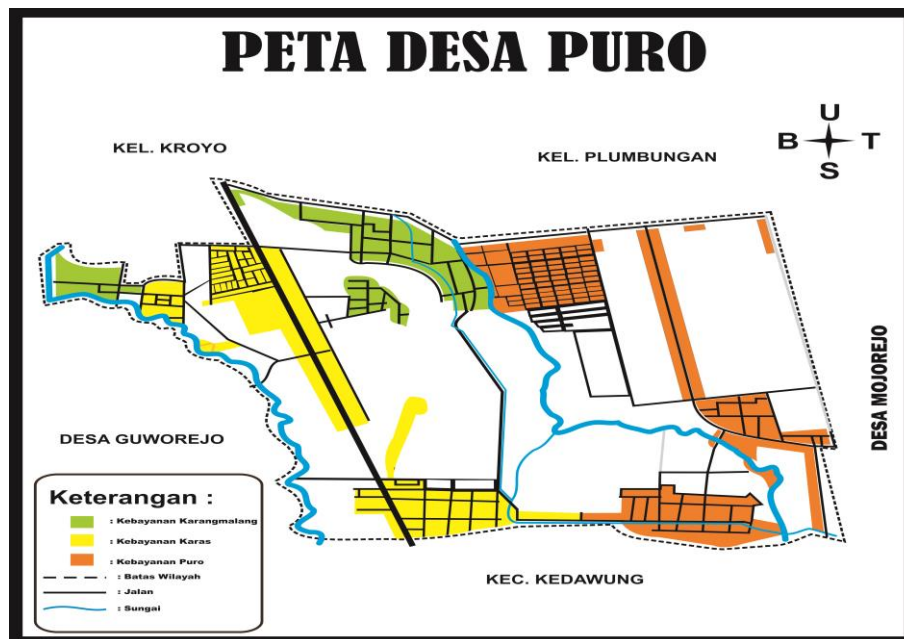 PETA DESA PURO
KEL. KROYO
KEL. PLUMBUNGAN
U
B T
S
DESA MOJOREJO
DESA GUWOREJO
KEC. KEDAWUNG
Keterangan :
: Kebayanan Karangmalang
: Kebayanan Karas
: Kebayanan Puro
: Batas Wilayah
: Jalan
: Sungai